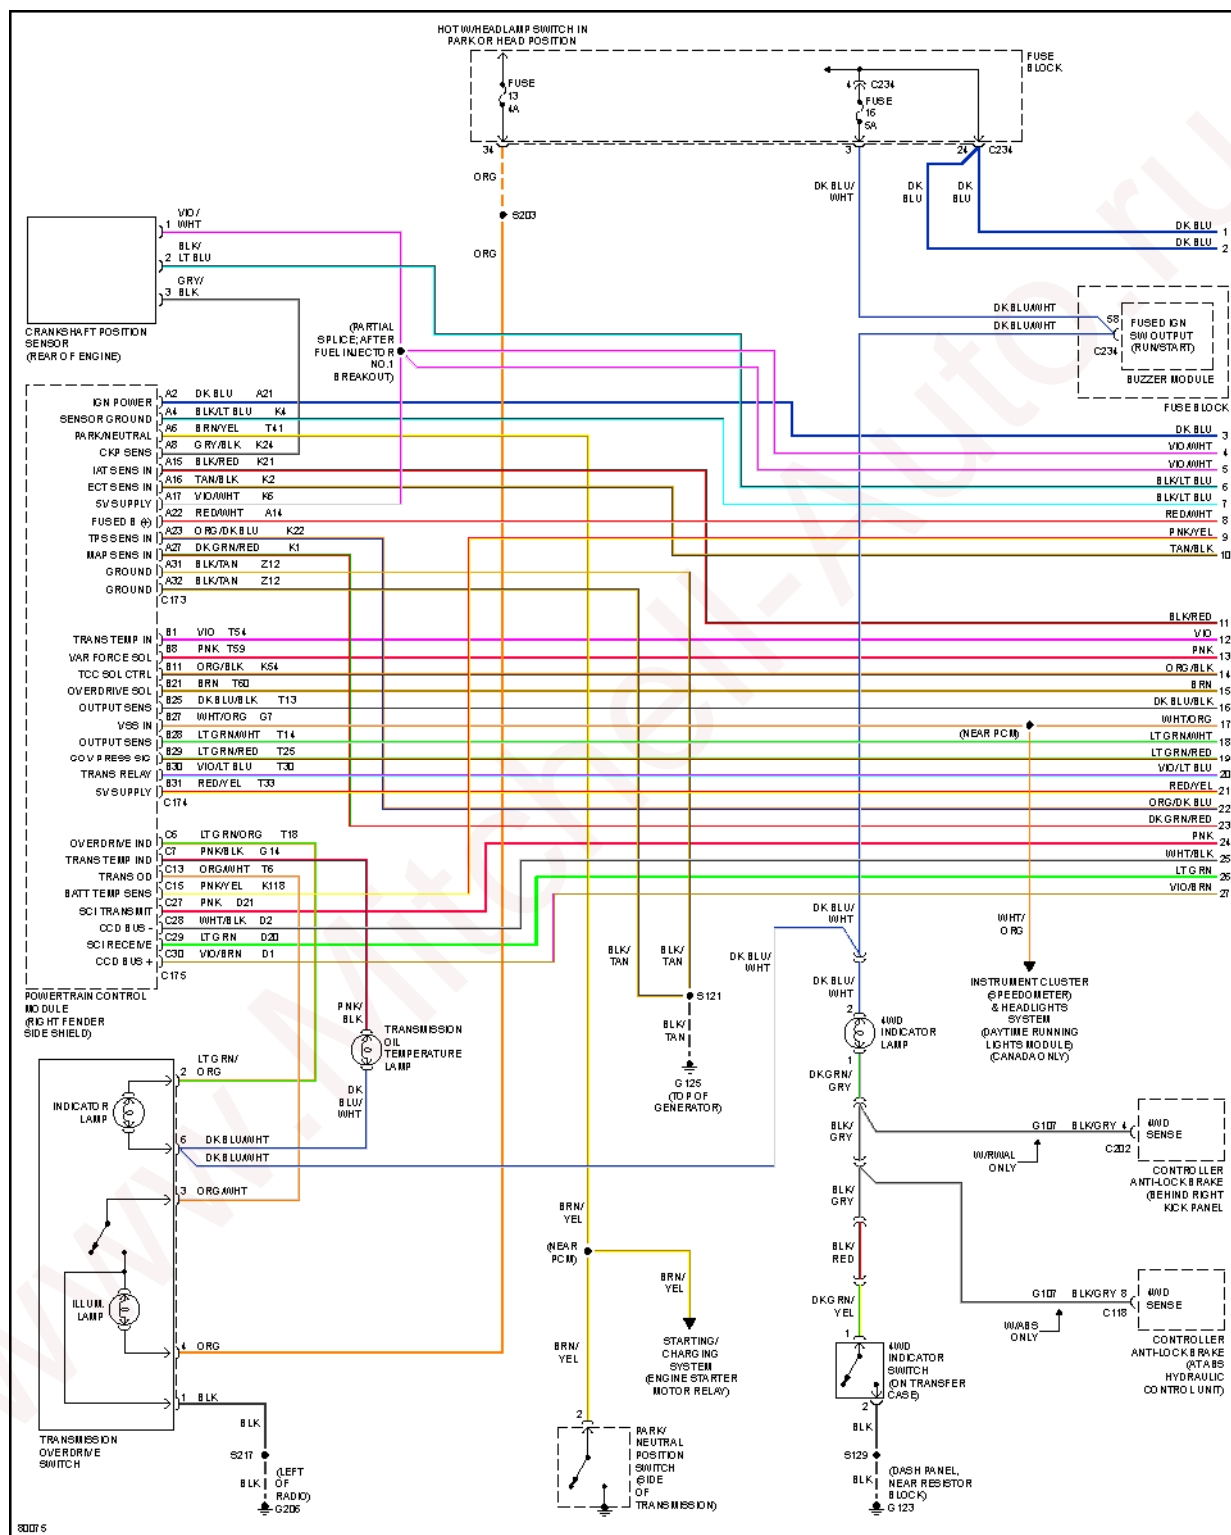 HOT W/HEADLAMP SWITCH IN
PARK OR HEAD POSITION
FUSE
BLOCK
FUSE
13
4A
4 C234
FUSE
16
5A
34
3
24 C234
ORG
DK BLU/
WHT
DK
BLU
DK
BLU
S203
ORG
VIO/
1 WHT
BLK/
2 LT BLU
GRY/
3 BLK
CRANKSHAFT POSITION
SENSOR
(REAR OF ENGINE)
DK BLU 1
DK BLU 2
DK BLU/WHT
DK BLU/WHT
58
C234
FUSED IGN
SW OUTPUT
(RUN/START)
BUZZER MODULE
FUSE BLOCK
(PARTIAL
SPLICE; AFTER
FUEL INJECTOR
NO.1
BREAKOUT)
IGN POWER A2 DK BLU A21
SENSOR GROUND A4 BLK/LT BLU K4
PARK/NEUTRAL A6 BRN/YEL T41
CKP SENS A8 GRY/BLK K24
IAT SENS IN A15 BLK/RED K21
ECT SENS IN A16 TAN/BLK K2
5V SUPPLY A17 VIO/WHT K6
FUSED B (+) A22 RED/WHT A14
TPS SENS IN A23 ORG/DK BLU K22
MAP SENS IN A27 DK GRN/RED K1
GROUND A31 BLK/TAN Z12
GROUND A32 BLK/TAN Z12
C173
DK BLU 3
VIO/WHT 4
VIO/WHT 5
BLK/LT BLU 6
BLK/LT BLU 7
RED/WHT 8
PNK/YEL 9
TAN/BLK 10
TRANS TEMP IN B1 VIO T54
VAR FORCE SOL B8 PNK T59
TCC SOL CTRL B11 ORG/BLK K54
OVERDRIVE SOL B21 BRN T60
OUTPUT SENS B25 DK BLU/BLK T13
VSS IN B27 WHT/ORG G7
OUTPUT SENS B28 LT GRN/WHT T14
GOV PRESS SIG B29 LT GRN/RED T25
TRANS RELAY B30 VIO/LT BLU T30
5V SUPPLY B31 RED/YEL T33
C174
BLK/RED 11
VIO 12
PNK 13
ORG/BLK 14
BRN 15
DK BLU/BLK 16
WHT/ORG 17
(NEAR PCM)
LT GRN/WHT 18
LT GRN/RED 19
VIO/LT BLU 20
RED/YEL 21
ORG/DK BLU 22
DK GRN/RED 23
PNK 24
WHT/BLK 25
LT GRN 26
VIO/BRN 27
OVERDRIVE IND C6 LT GRN/ORG T18
TRANS TEMP IND C7 PNK/BLK G14
TRANS OD C13 ORG/WHT T6
BATT TEMP SENS C15 PNK/YEL K118
SCI TRANSMIT C27 PNK D21
CCD BUS - C28 WHT/BLK D2
SCI RECEIVE C29 LT GRN D20
CCD BUS + C30 VIO/BRN D1
C175
POWERTRAIN CONTROL
MODULE
(RIGHT FENDER
SIDE SHIELD)
BLK/
TAN
BLK/
TAN
DK BLU/
WHT
DK BLU/
WHT
WHT/
ORG
S121
BLK/
TAN
G125
(TOP OF
GENERATOR)
PNK/
BLK
TRANSMISSION
OIL
TEMPERATURE
LAMP
DK
BLU/
WHT
DK BLU/
WHT
2
4WD
INDICATOR
LAMP
1
DK GRN/
GRY
INSTRUMENT CLUSTER
(SPEEDOMETER)
& HEADLIGHTS
SYSTEM
(DAYTIME RUNNING
LIGHTS MODULE)
(CANADA ONLY)
LT GRN/
2 ORG
INDICATOR
LAMP
6 DK BLU/WHT
DK BLU/WHT
3 ORG/WHT
ILLUM.
LAMP
4 ORG
1 BLK
TRANSMISSION
OVERDRIVE
SWITCH
BLK
S217
BLK
(LEFT
OF
RADIO)
G206
BLK/
GRY
G107 BLK/GRY 4
C202
W/RWAL
ONLY
4WD
SENSE
CONTROLLER
ANTI-LOCK BRAKE
(BEHIND RIGHT
KICK PANEL)
BLK/
GRY
BRN/
YEL
(NEAR
PCM)
BRN/
YEL
BLK/
RED
G107 BLK/GRY 8
C118
W/ABS
ONLY
4WD
SENSE
CONTROLLER
ANTI-LOCK BRAKE
(ATABS
HYDRAULIC
CONTROL UNIT)
DK GRN/
YEL
STARTING/
CHARGING
SYSTEM
(ENGINE STARTER
MOTOR RELAY)
BRN/
YEL
1
4WD
INDICATOR
SWITCH
(ON TRANSFER
CASE)
2
BLK
2
PARK/
NEUTRAL
POSITION
SWITCH
(SIDE
OF
TRANSMISSION)
S129
BLK
(DASH PANEL,
NEAR RESISTOR
BLOCK)
G123
80075
www.Mitchell-Auto.ru